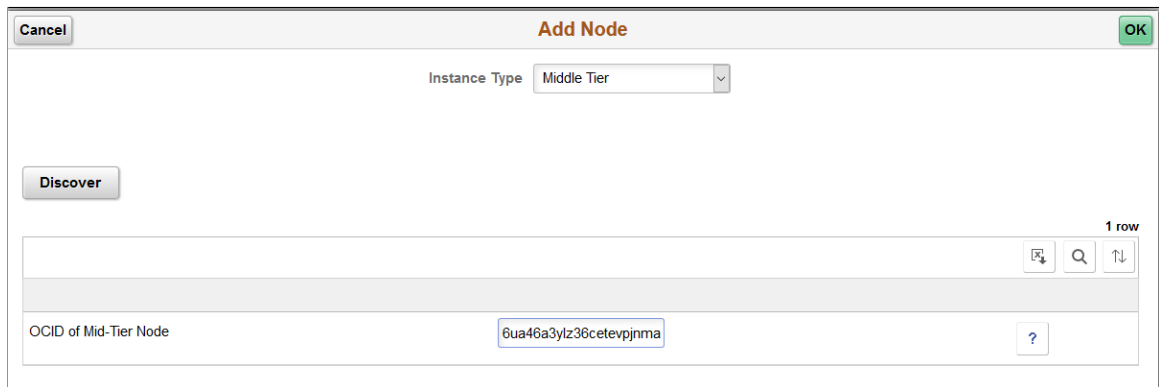 Cancel
Add Node
OK
Instance Type
Middle Tier
Discover
1 row
OCID of Mid-Tier Node
6ua46a3ylz36cetevpjnma
?